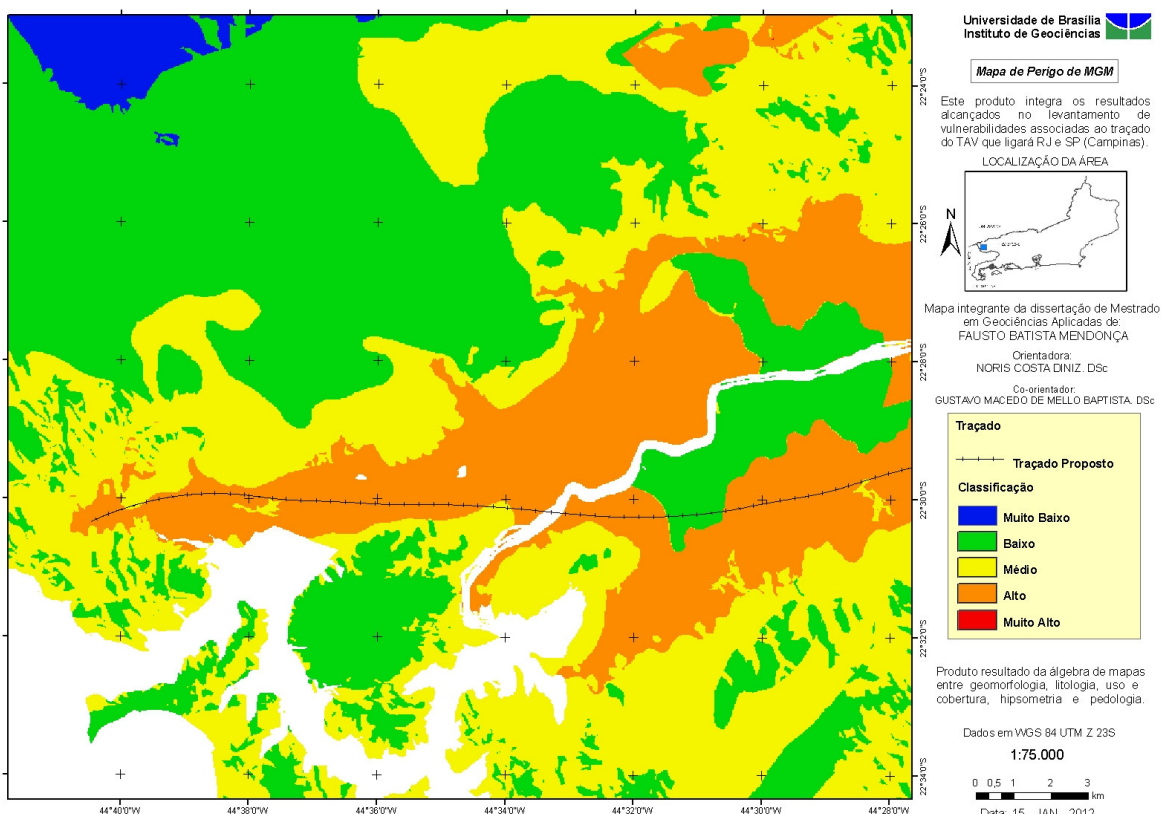 Universidade de Brasília
Instituto de Geociências
Mapa de Perigo de MGM
Este produto integra os resultados
alcançados no levantamento de
vulnerabilidades associadas ao traçado
do TAV que ligará RJ e SP (Campinas).
LOCALIZAÇÃO DA ÁREA
N
Mapa integrante da dissertação de Mestrado
em Geociências Aplicadas de:
FAUSTO BATISTA MENDONÇA
Orientadora:
NORIS COSTA DINIZ. DSc
Co-orientador:
GUSTAVO MACEDO DE MELLO BAPTISTA. DSc
Traçado
Traçado Proposto
Classificação
Muito Baixo
Baixo
Médio
Alto
Muito Alto
Produto resultado da álgebra de mapas
entre geomorfologia, litologia, uso e
cobertura, hipsometria e pedologia.
Dados em WGS 84 UTM Z 23S
1:75.000
0 0,5 1 2 3
km
Data: 15 JAN 2012
22°24'0"S
22°26'0"S
22°28'0"S
22°30'0"S
22°32'0"S
22°34'0"S
44°40'0"W
44°38'0"W
44°36'0"W
44°34'0"W
44°32'0"W
44°30'0"W
44°28'0"W